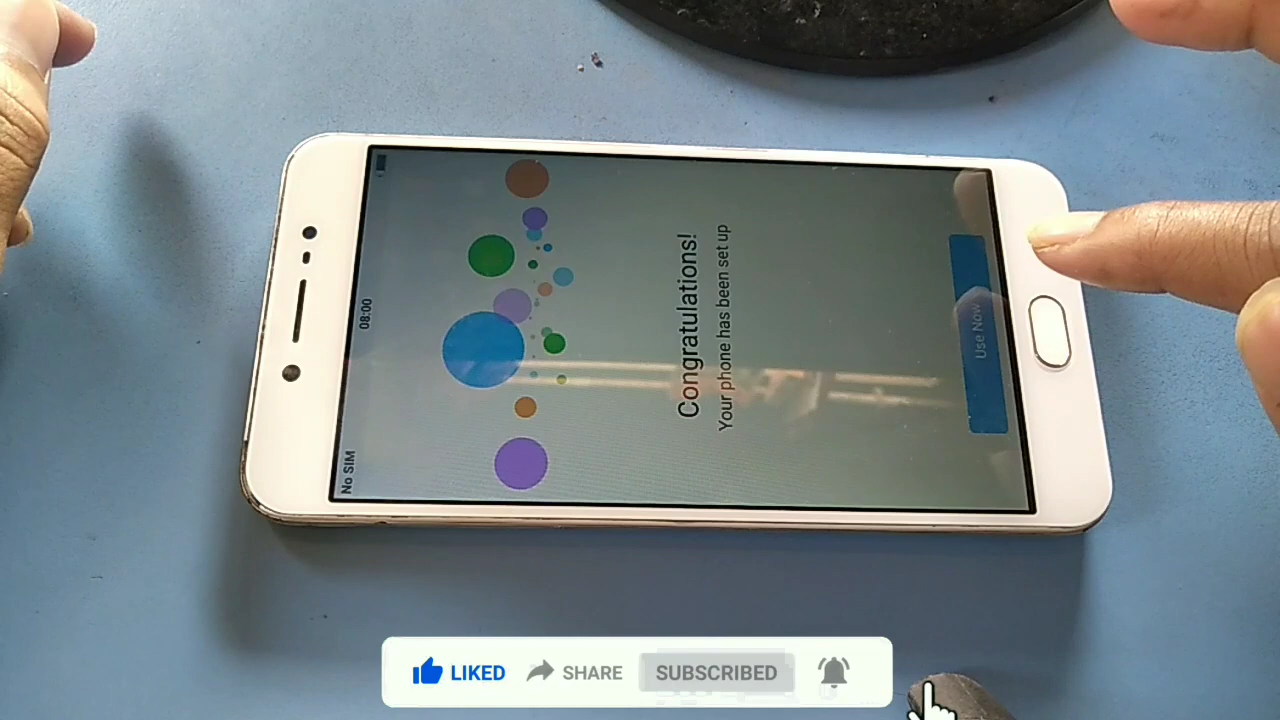 No SIM
08:00
Congratulations!
Your phone has been set up
Use Now
LIKED
SHARE
SUBSCRIBED